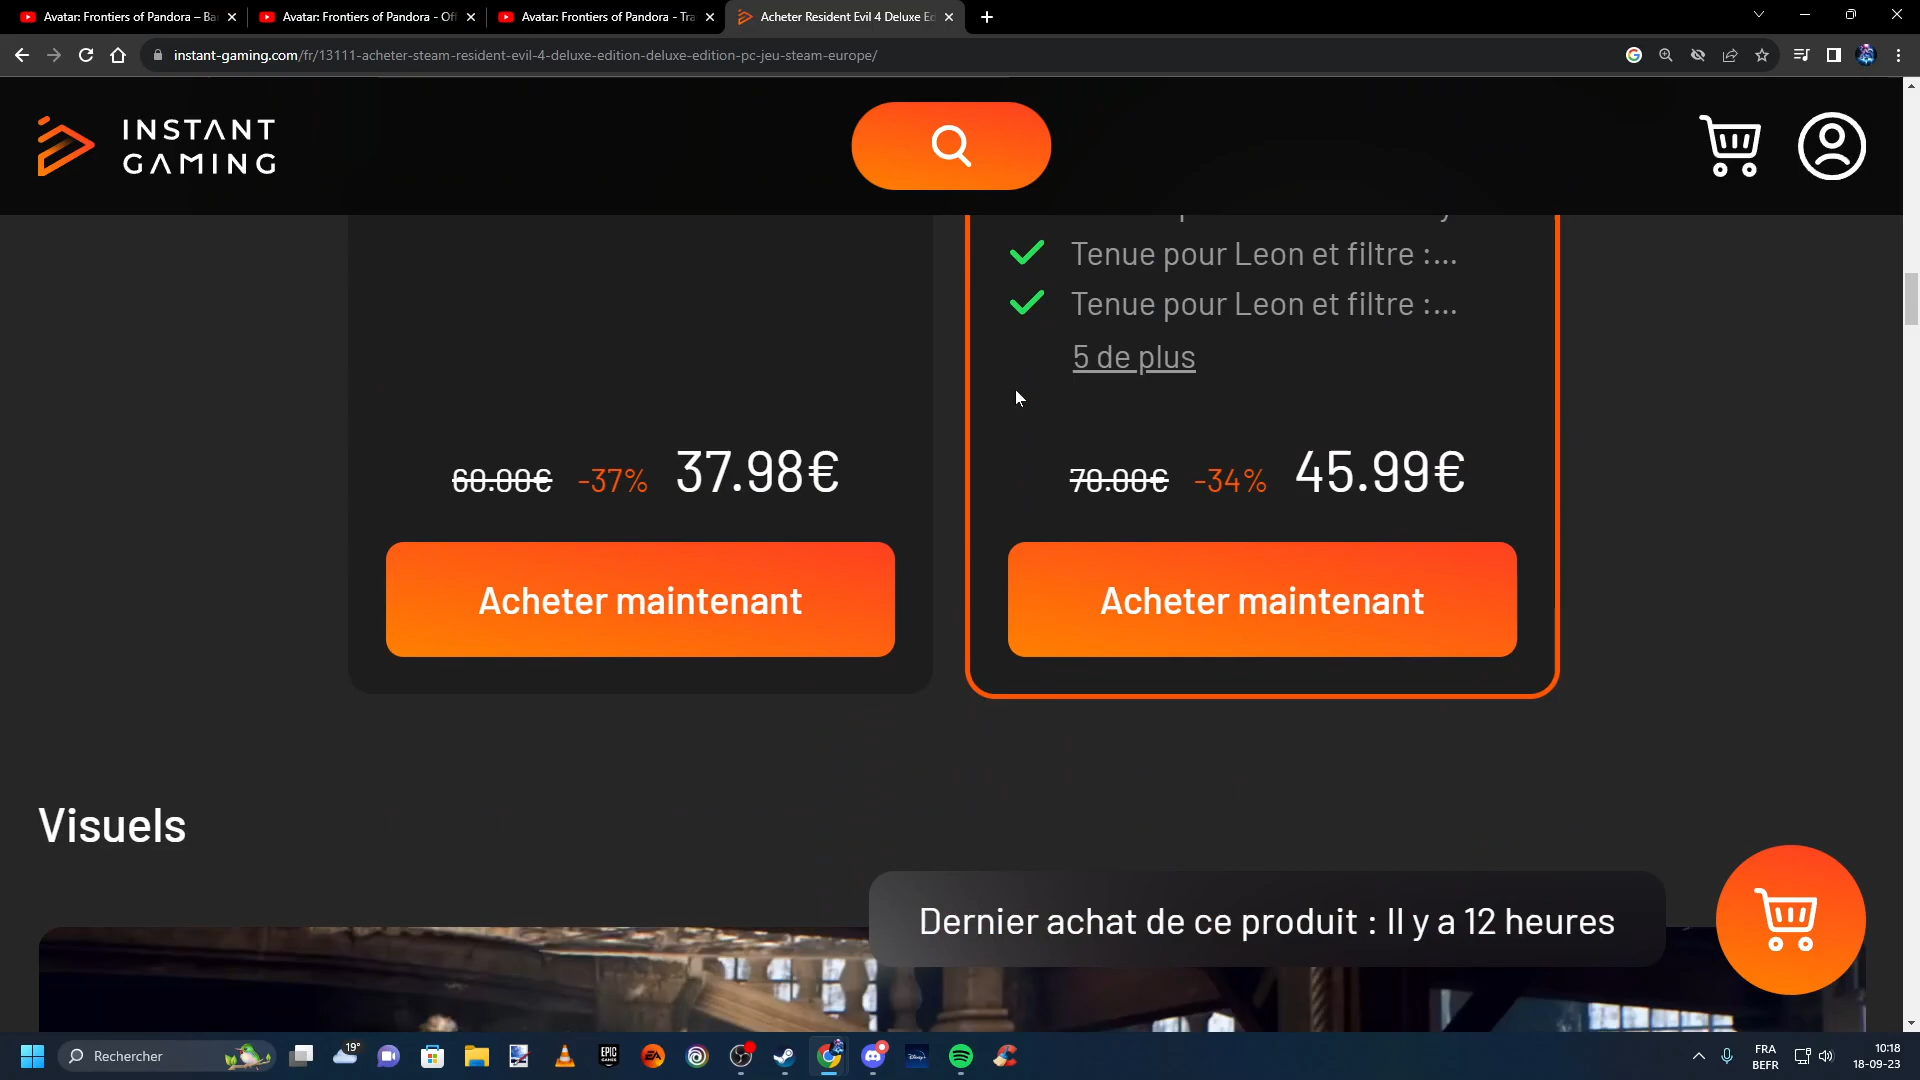 Avatar: Frontiers of Pandora – Ba
Avatar: Frontiers of Pandora - Off
Avatar: Frontiers of Pandora - Tra
Acheter Resident Evil 4 Deluxe Ed
instant-gaming.com/fr/13111-acheter-steam-resident-evil-4-deluxe-edition-deluxe-edition-pc-jeu-steam-europe/
INSTANT
GAMING
Tenue pour Leon et filtre :...
Tenue pour Leon et filtre :...
5 de plus
60.00€ -37% 37.98€
70.00€ -34% 45.99€
Acheter maintenant
Acheter maintenant
Visuels
Dernier achat de ce produit : Il y a 12 heures
Rechercher
19°
EPIC GAMES
EA
Disney+
FRA
BEFR
10:18
18-09-23